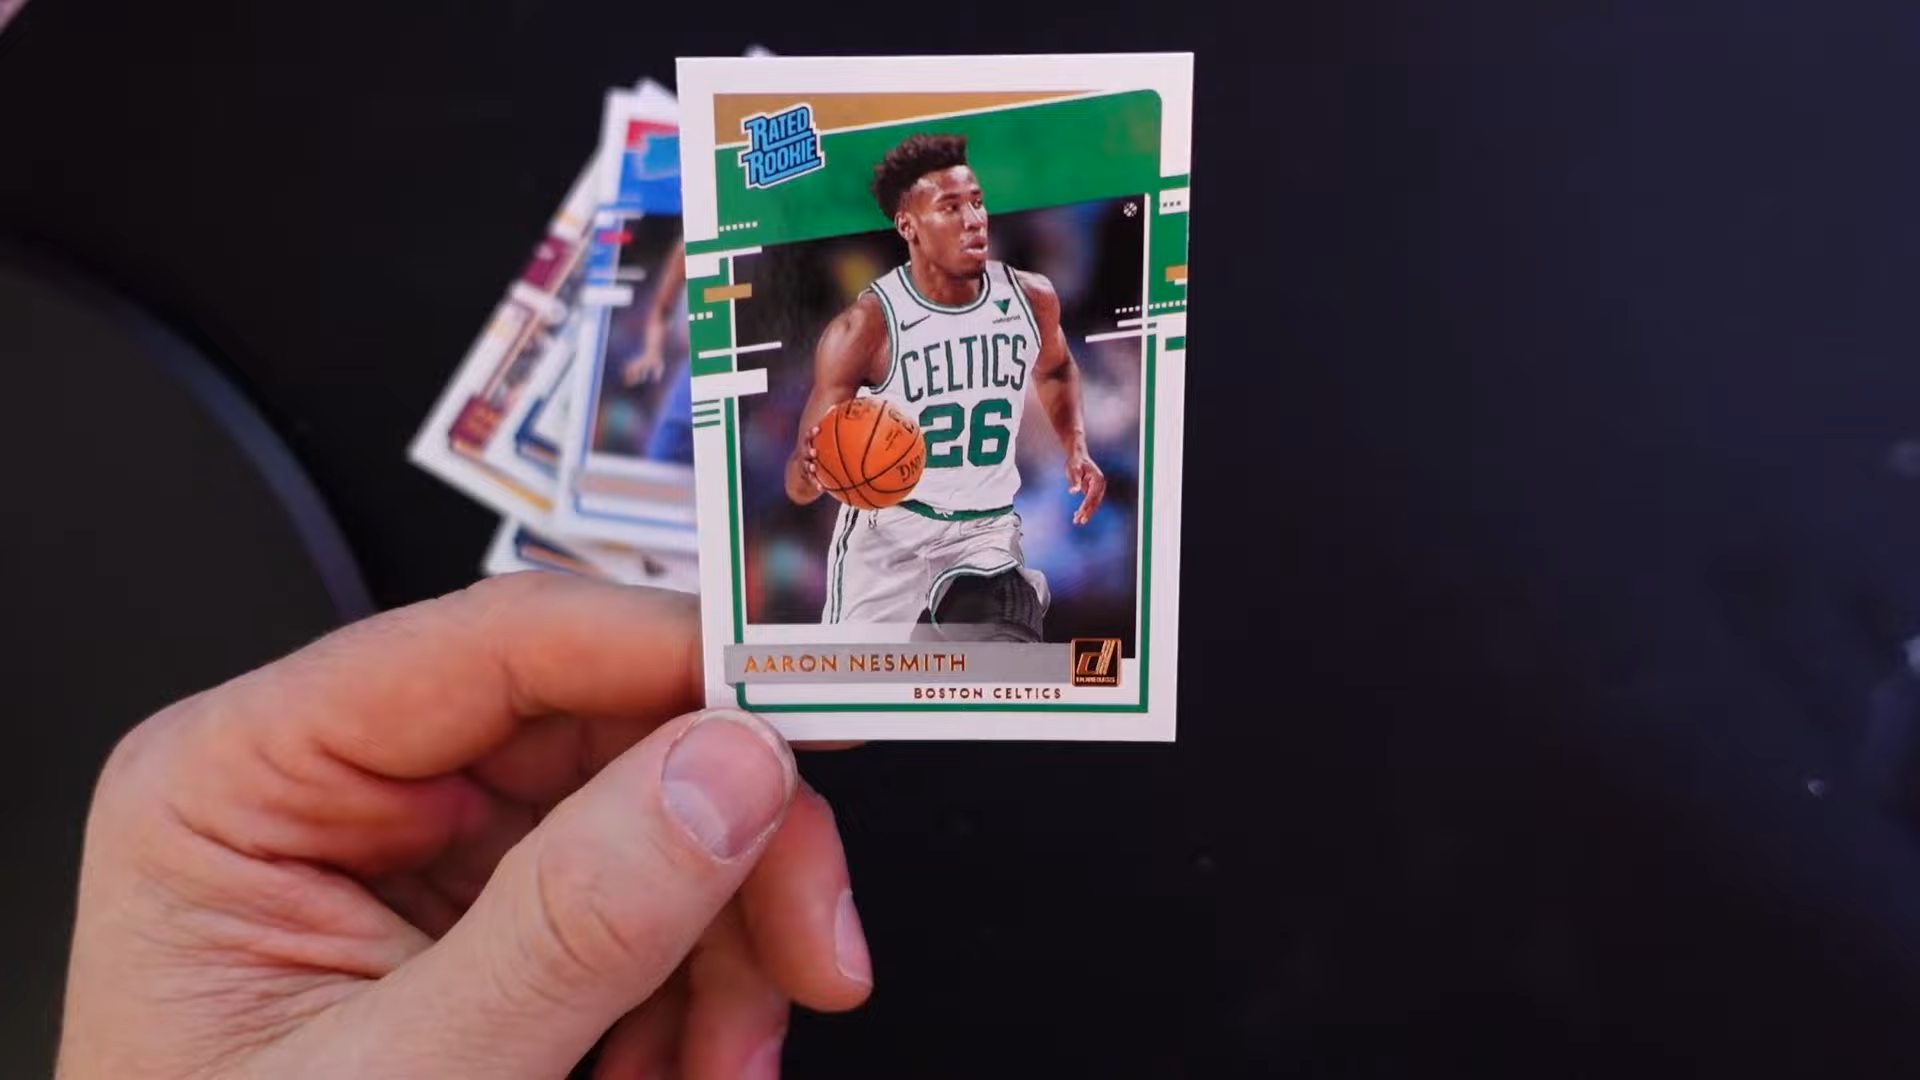 RATED
ROOKIE
CELTICS
26
AARON NESMITH
DONRUSS
BOSTON CELTICS